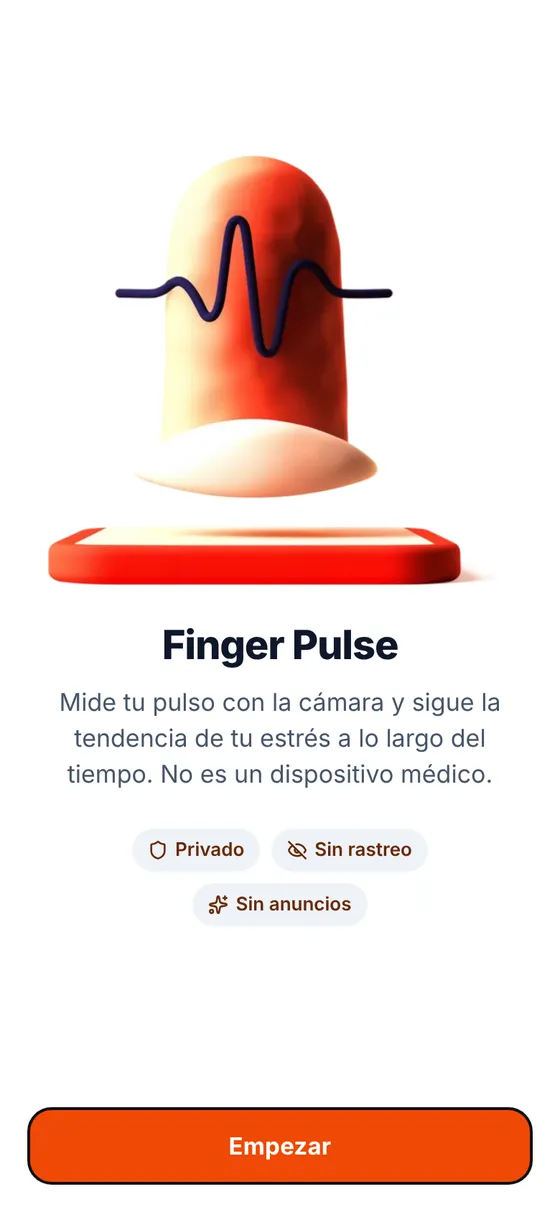 Finger Pulse
Mide tu pulso con la cámara y sigue la
tendencia de tu estrés a lo largo del
tiempo. No es un dispositivo médico.
Privado
Sin rastreo
Sin anuncios
Empezar